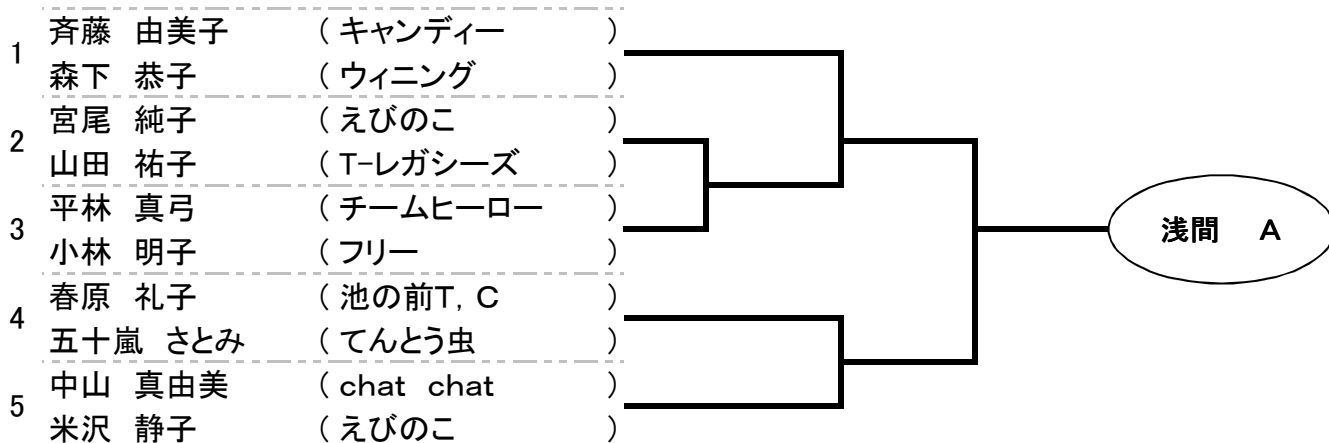 1
斉藤 由美子 ( キャンディー )
森下 恭子 ( ウィニング )
2
宮尾 純子 ( えびのこ )
山田 祐子 ( T-レガシーズ )
3
平林 真弓 ( チームヒーロー )
小林 明子 ( フリー )
4
春原 礼子 ( 池の前T, C )
五十嵐 さとみ ( てんとう虫 )
5
中山 真由美 ( chat chat )
米沢 静子 ( えびのこ )
浅間 A